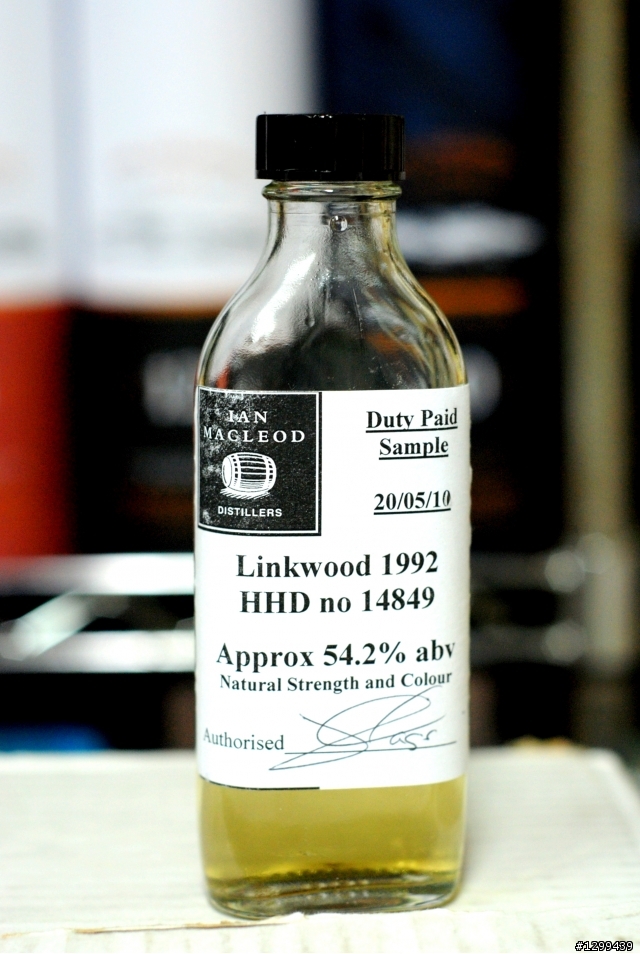 IAN
MACLEOD
DISTILLERS
Duty Paid
Sample
20/05/10
Linkwood 1992
HHD no 14849
Approx 54.2% abv
Natural Strength and Colour
Authorised
#1299439